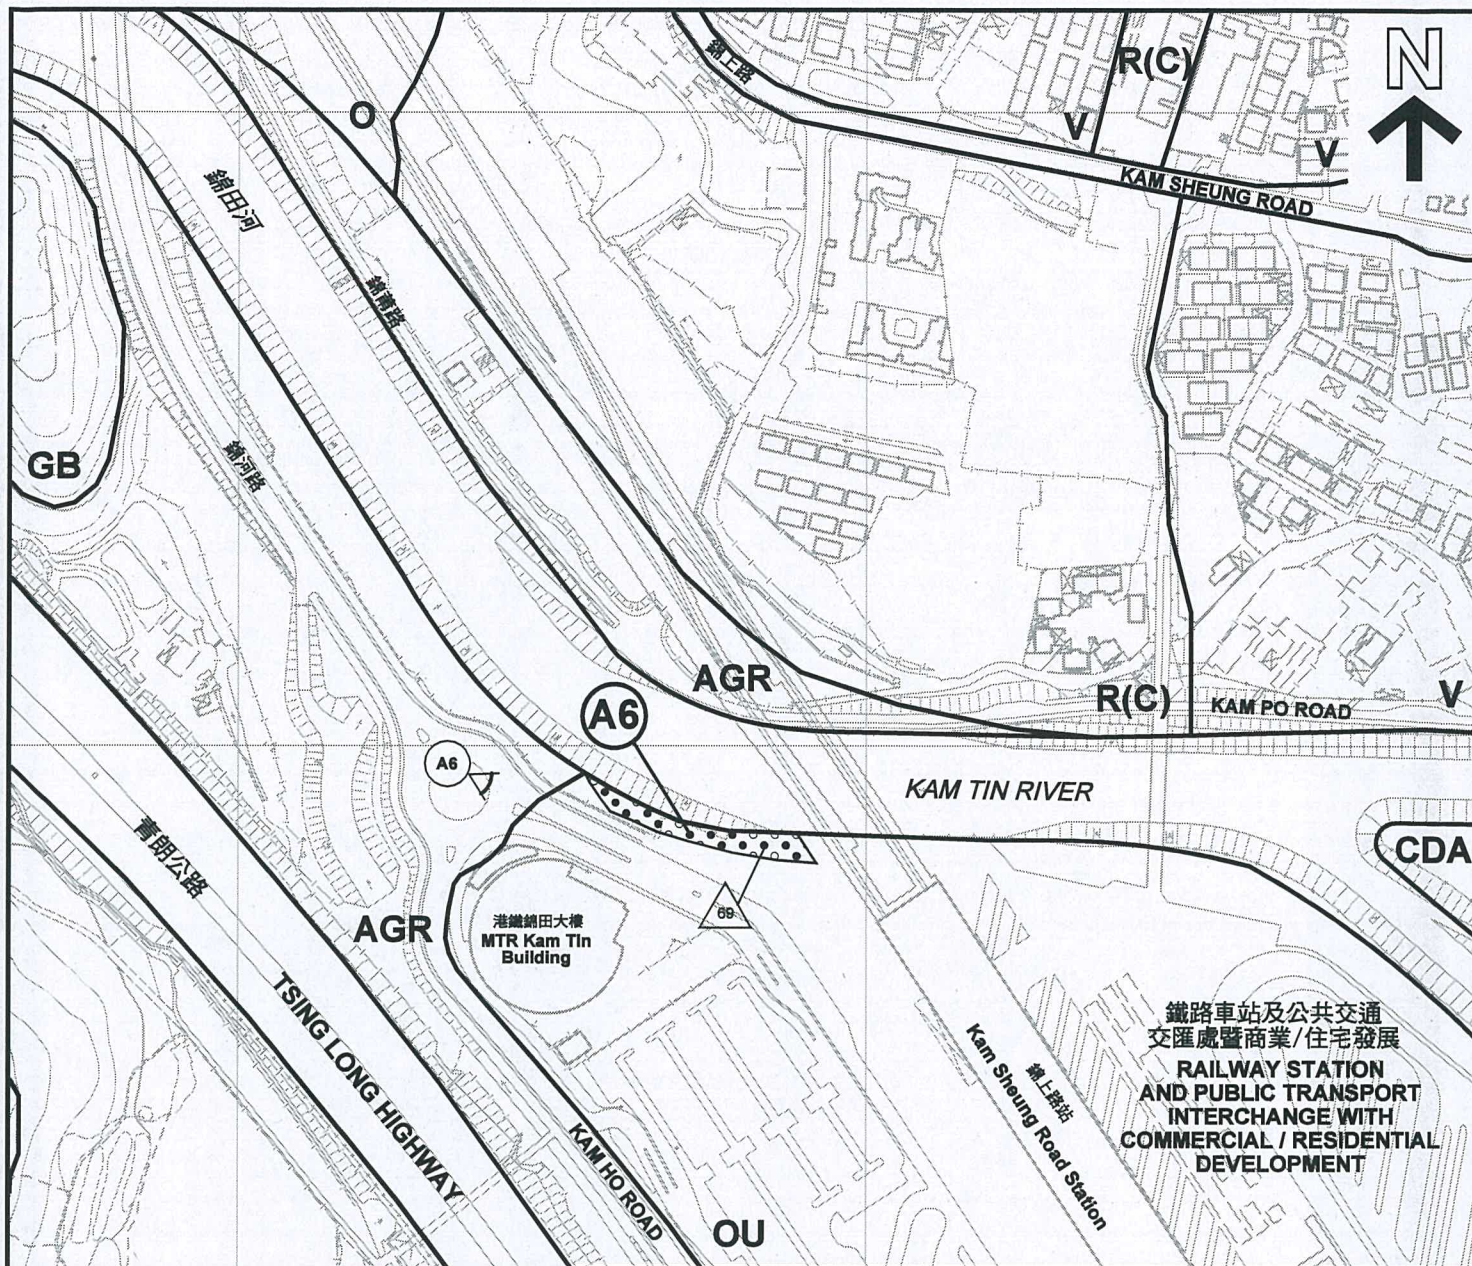 N
錦上路
R(C)
O
V
V
KAM SHEUNG ROAD
錦田河
GB
錦河路
AGR
A6
R(C)
KAM PO ROAD
V
A6
KAM TIN RIVER
青朗公路
CDA
AGR
港鐵錦田大樓
MTR Kam Tin
Building
69
TSING LONG HIGHWAY
KAM HO ROAD
Kam Sheung Road Station
錦上路站
鐵路車站及公共交通
交匯處暨商業/住宅發展
RAILWAY STATION
AND PUBLIC TRANSPORT
INTERCHANGE WITH
COMMERCIAL / RESIDENTIAL
DEVELOPMENT
OU